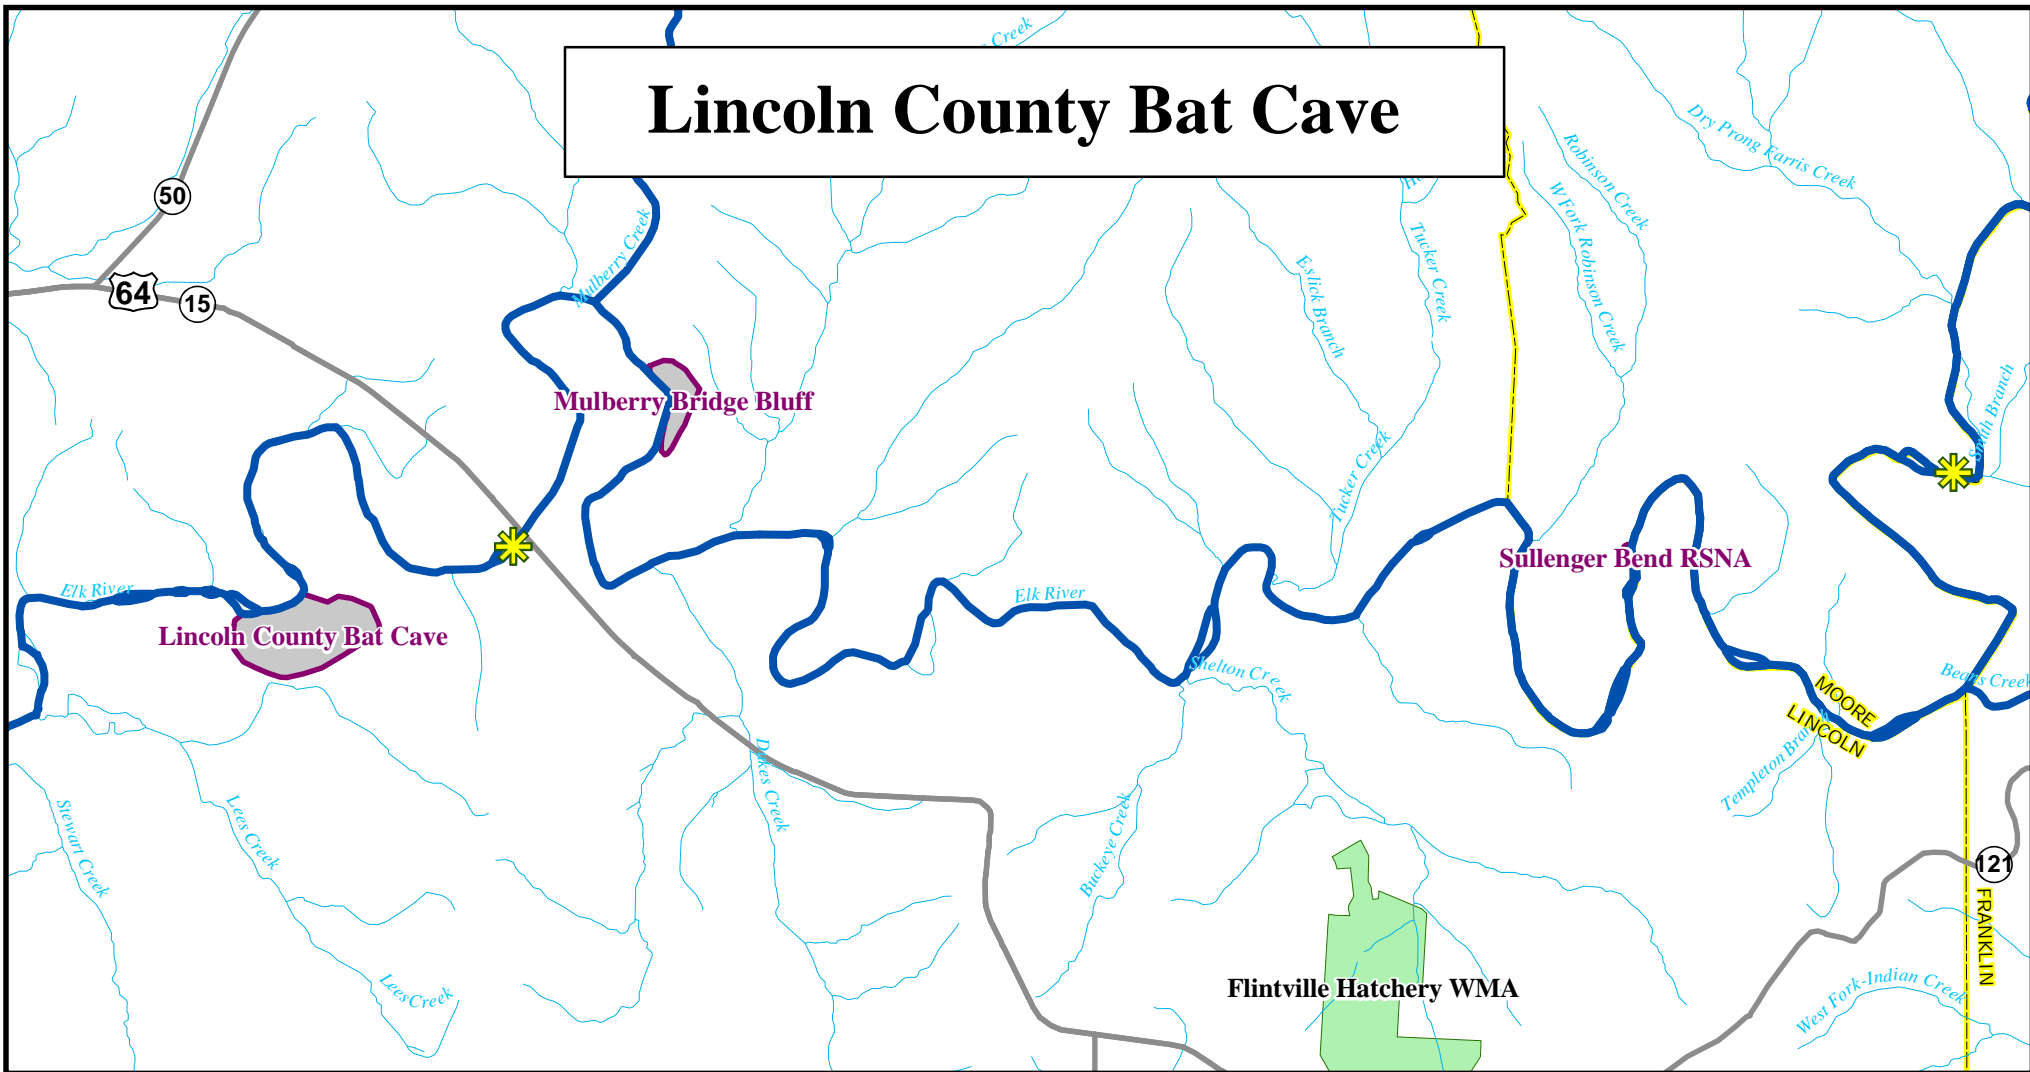 Creek
Lincoln County Bat Cave
Dry Prong Farris Creek
Robinson Creek
W Fork Robinson Creek
50
Mulberry Creek
Tucker Creek
Eslick Branch
64
15
Smith Branch
Mulberry Bridge Bluff
Tucker Creek
Sullenger Bend RSNA
Elk River
Elk River
Lincoln County Bat Cave
Shelton Creek
Beans Creek
MOORE
LINCOLN
Templeton Branch
Dukes Creek
Stewart Creek
Lees Creek
Buckeye Creek
121
FRANKLIN
Lees Creek
Flintville Hatchery WMA
West Fork-Indian Creek